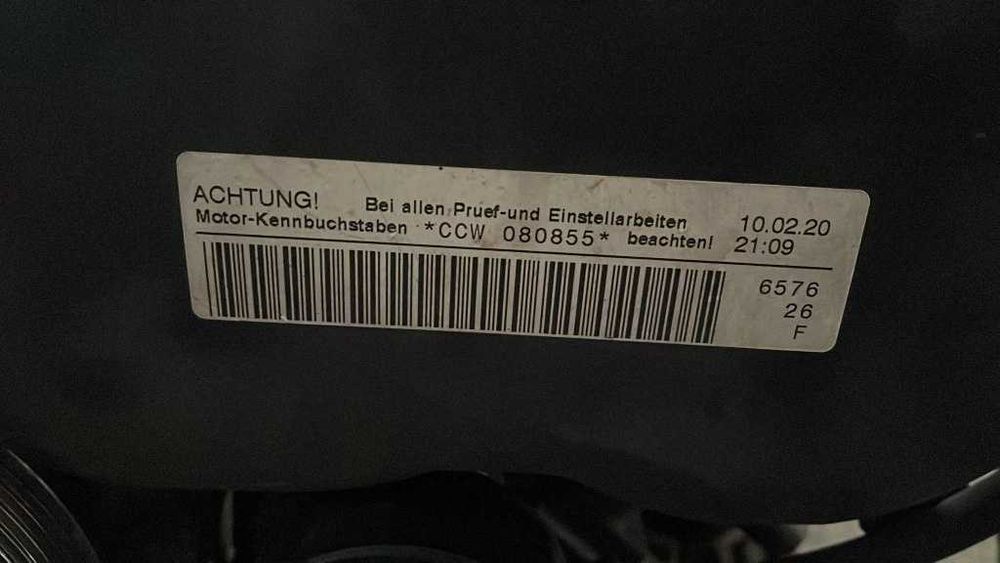 ACHTUNG! Bei allen Pruef-und Einstellarbeiten 10.02.20
Motor-Kennbuchstaben *CCW 080855* beachten! 21:09
6576
26
F